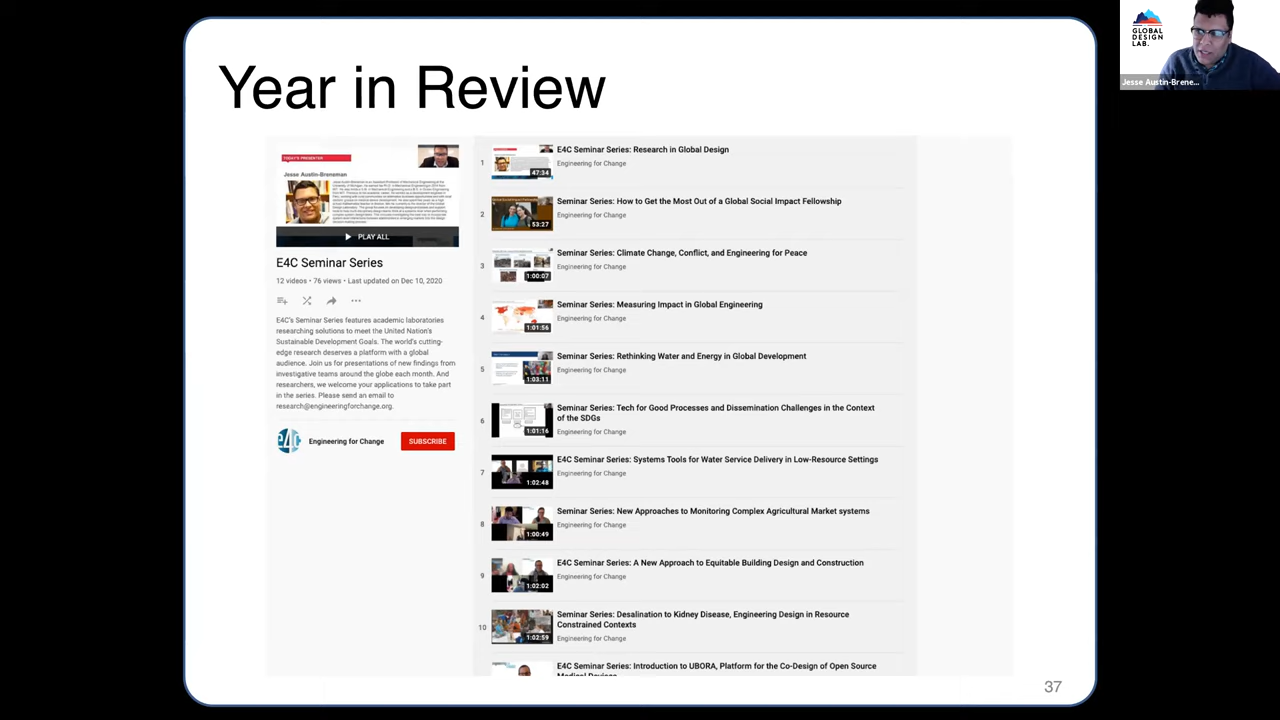 Year in Review
TODAY'S PRESENTER
Jesse Austin-Breneman
PLAY ALL
E4C Seminar Series
12 videos • 76 views • Last updated on Dec 10, 2020
E4C's Seminar Series features academic laboratories
researching solutions to meet the United Nation's
Sustainable Development Goals. The world's cutting-
edge research deserves a platform with a global
audience. Join us for presentations of new findings from
investigative teams around the globe each month. And
researchers, we welcome your applications to take part
in the series. Please send an email to
research@engineeringforchange.org.
e4C
Engineering for Change
SUBSCRIBE
1
47:34
E4C Seminar Series: Research in Global Design
Engineering for Change
2
53:27
Seminar Series: How to Get the Most Out of a Global Social Impact Fellowship
Engineering for Change
3
1:00:07
Seminar Series: Climate Change, Conflict, and Engineering for Peace
Engineering for Change
4
1:01:56
Seminar Series: Measuring Impact in Global Engineering
Engineering for Change
5
1:03:11
Seminar Series: Rethinking Water and Energy in Global Development
Engineering for Change
6
1:01:16
Seminar Series: Tech for Good Processes and Dissemination Challenges in the Context
of the SDGs
Engineering for Change
7
1:02:48
E4C Seminar Series: Systems Tools for Water Service Delivery in Low-Resource Settings
Engineering for Change
8
1:00:49
Seminar Series: New Approaches to Monitoring Complex Agricultural Market systems
Engineering for Change
9
1:02:02
E4C Seminar Series: A New Approach to Equitable Building Design and Construction
Engineering for Change
10
1:02:59
Seminar Series: Desalination to Kidney Disease, Engineering Design in Resource
Constrained Contexts
Engineering for Change
E4C Seminar Series: Introduction to UBORA, Platform for the Co-Design of Open Source
Medical Devices
37
GLOBAL
DESIGN
LAB.
Jesse Austin-Brene...